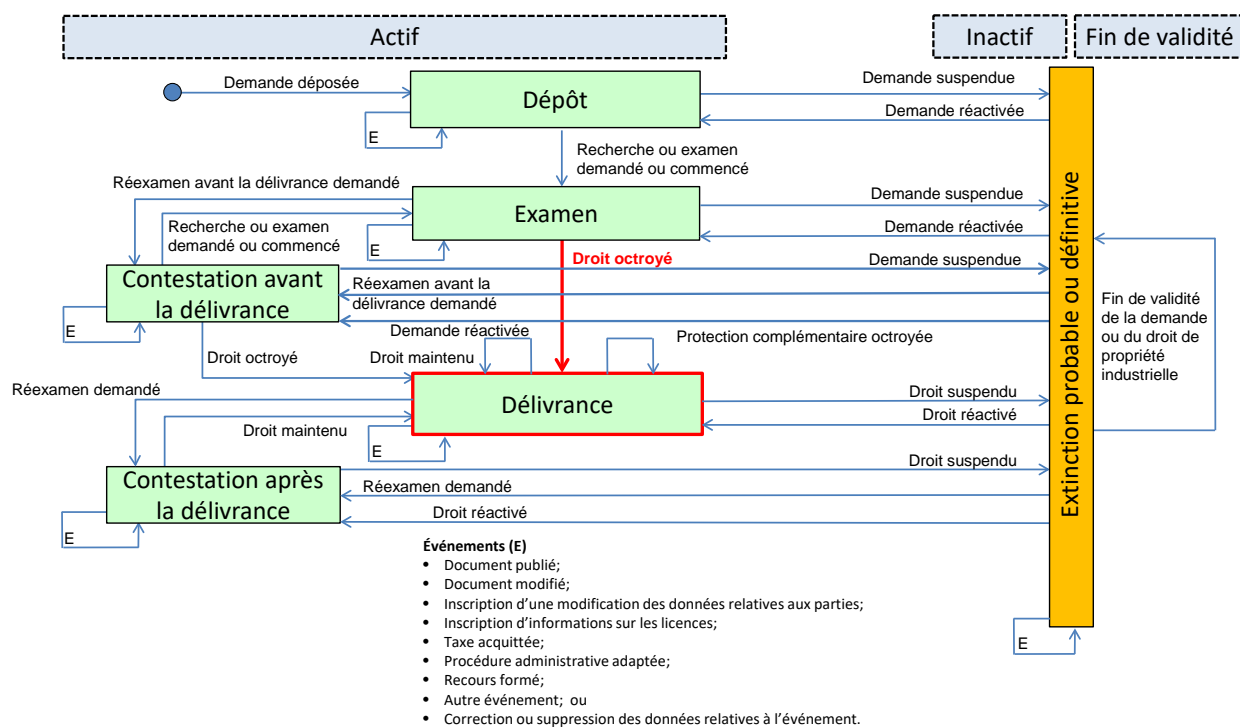 Actif
Inactif
Fin de validité
Demande déposée
Dépôt
Demande suspendue
Demande réactivée
E
Recherche ou examen
demandé ou commencé
Réexamen avant la délivrance demandé
Examen
Demande suspendue
Demande réactivée
Recherche ou examen
demandé ou commencé
E
Droit octroyé
Demande suspendue
Contestation avant
la délivrance
Réexamen avant la
délivrance demandé
E
Demande réactivée
Protection complémentaire octroyée
Droit octroyé
Droit maintenu
Extinction probable ou définitive
Fin de validité
de la demande
ou du droit de
propriété
industrielle
Réexamen demandé
Délivrance
Droit suspendu
Droit réactivé
Droit maintenu
E
Droit suspendu
Contestation après
la délivrance
Réexamen demandé
Droit réactivé
E
Événements (E)
• Document publié;
• Document modifié;
• Inscription d’une modification des données relatives aux parties;
• Inscription d’informations sur les licences;
• Taxe acquittée;
• Procédure administrative adaptée;
• Recours formé;
• Autre événement; ou
• Correction ou suppression des données relatives à l’événement.
E